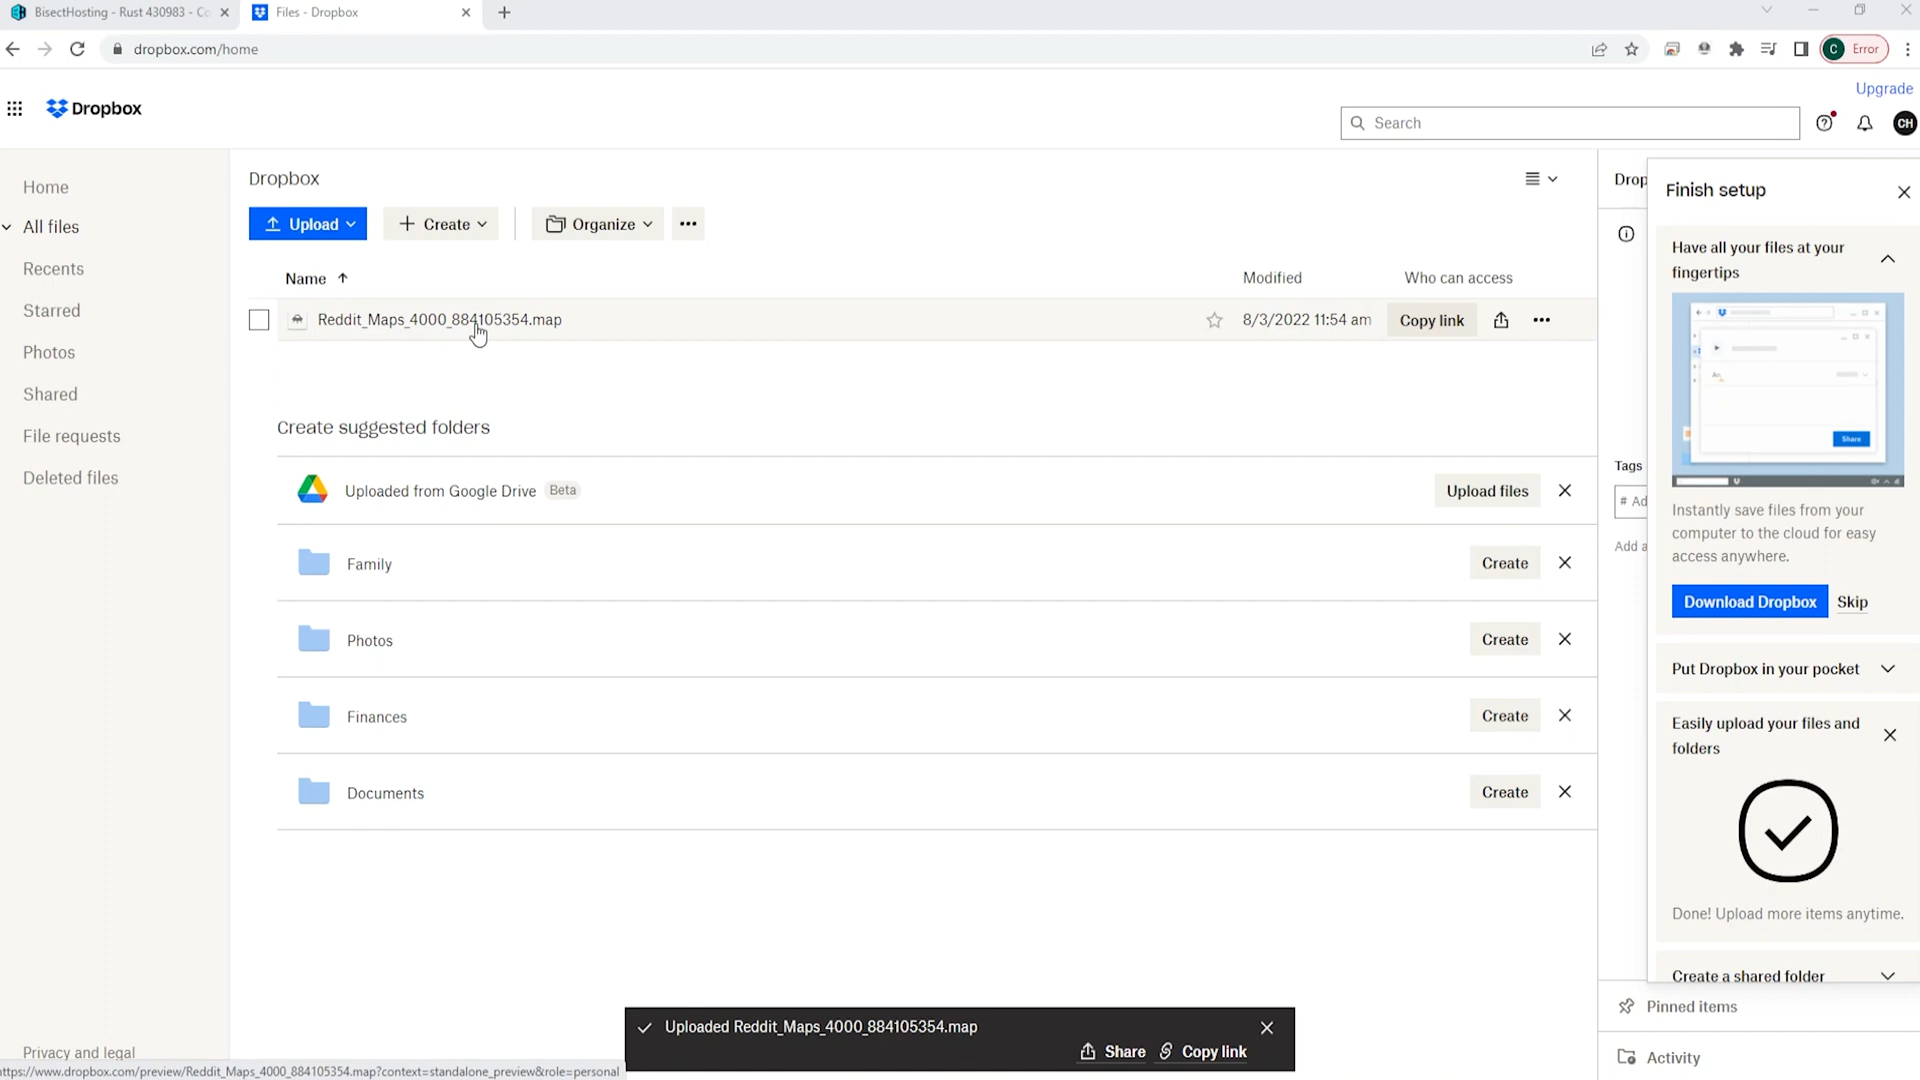 BisectHosting - Rust 430983 - Co
Files - Dropbox
dropbox.com/home
C Error
Upgrade
Dropbox
Search
CH
Home
All files
Recents
Starred
Photos
Shared
File requests
Deleted files
Privacy and legal
Dropbox
Upload
Create
Organize
Name
Modified
Who can access
Reddit_Maps_4000_884105354.map
8/3/2022 11:54 am
Copy link
Create suggested folders
Uploaded from Google Drive Beta
Upload files
Family
Create
Photos
Create
Finances
Create
Documents
Create
Drop
Tags
# Ad
Add a
Finish setup
Have all your files at your
fingertips
Share
Instantly save files from your
computer to the cloud for easy
access anywhere.
Download Dropbox
Skip
Put Dropbox in your pocket
Easily upload your files and
folders
Done! Upload more items anytime.
Create a shared folder
Pinned items
Activity
Uploaded Reddit_Maps_4000_884105354.map
Share
Copy link
ttps://www.dropbox.com/preview/Reddit_Maps_4000_884105354.map?context=standalone_preview&role=personal